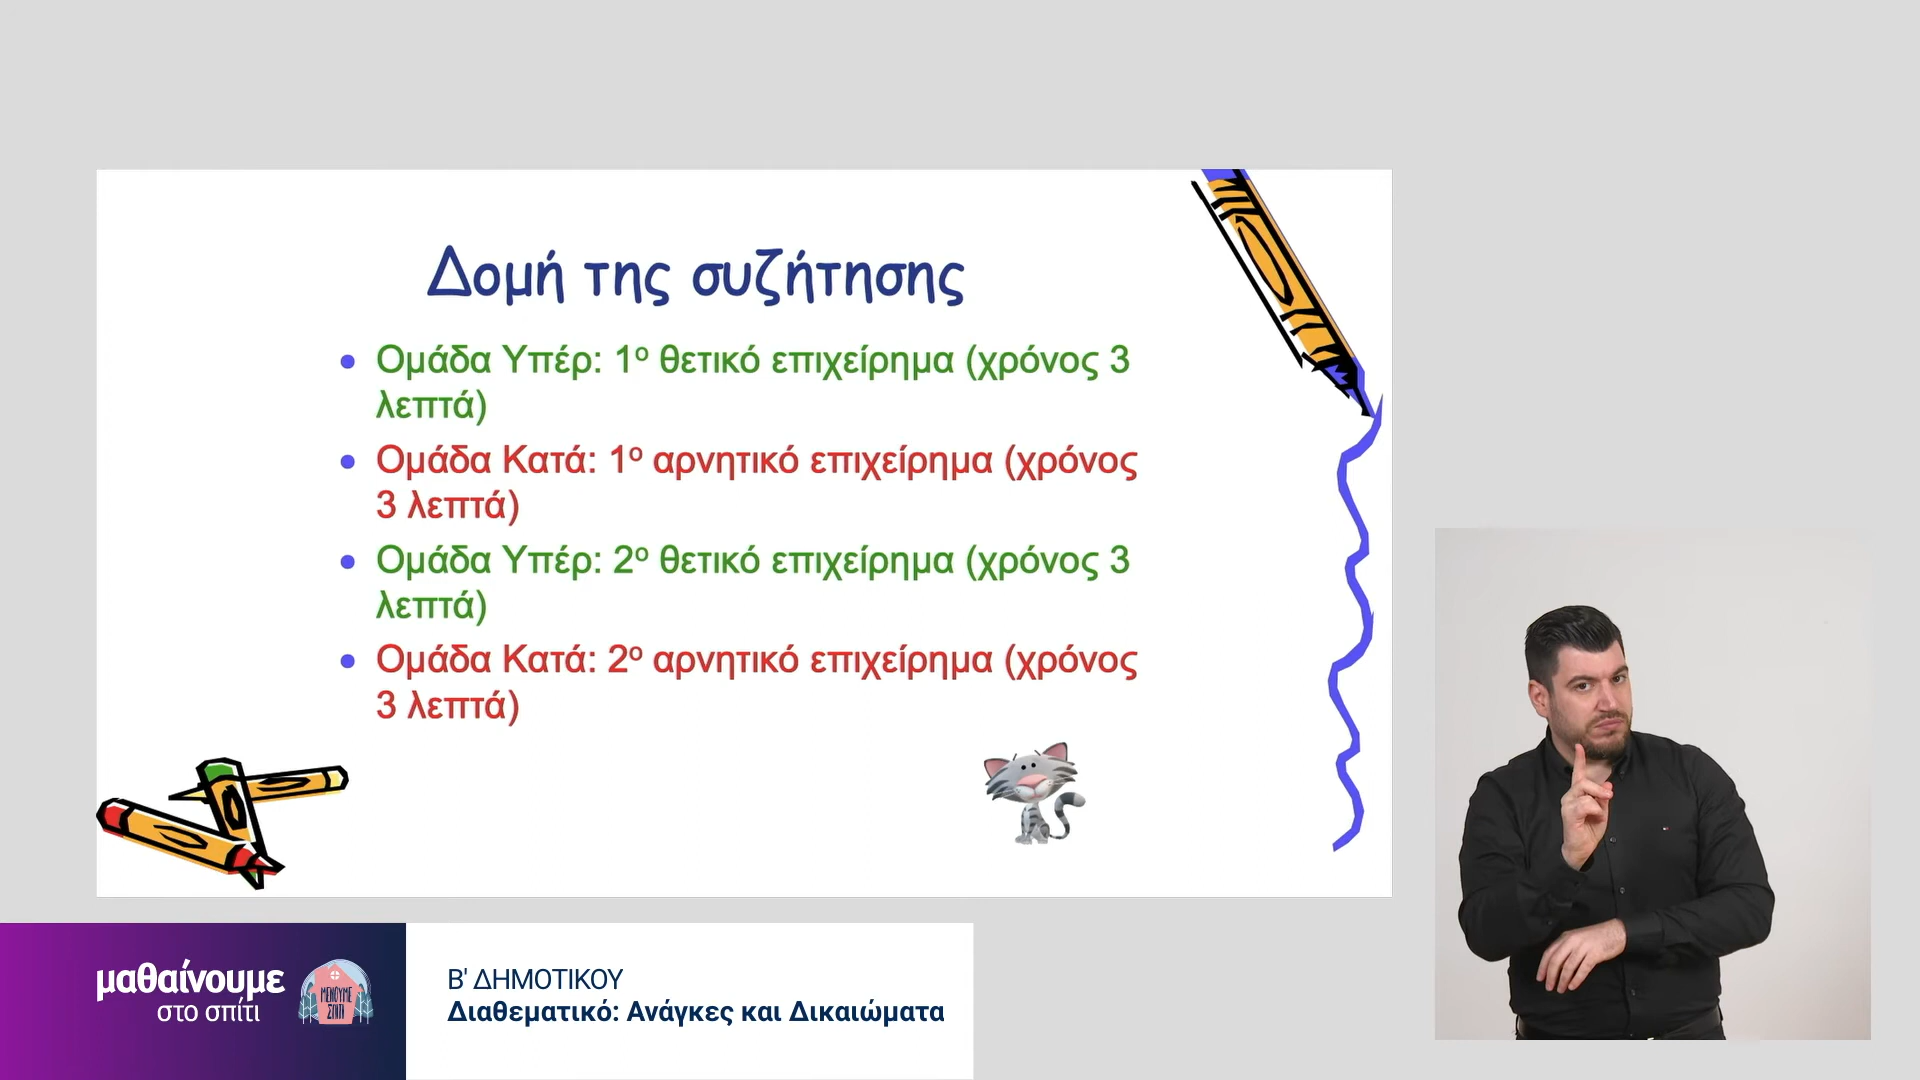 Δομή της συζήτησης
• Ομάδα Υπέρ: 1ο θετικό επιχείρημα (χρόνος 3
λεπτά)
• Ομάδα Κατά: 1ο αρνητικό επιχείρημα (χρόνος
3 λεπτά)
• Ομάδα Υπέρ: 2ο θετικό επιχείρημα (χρόνος 3
λεπτά)
• Ομάδα Κατά: 2ο αρνητικό επιχείρημα (χρόνος
3 λεπτά)
μαθαίνουμε
στο σπίτι
ΜΕΝΟΥΜΕ
ΣΠΙΤΙ
Β' ΔΗΜΟΤΙΚΟΥ
Διαθεματικό: Ανάγκες και Δικαιώματα